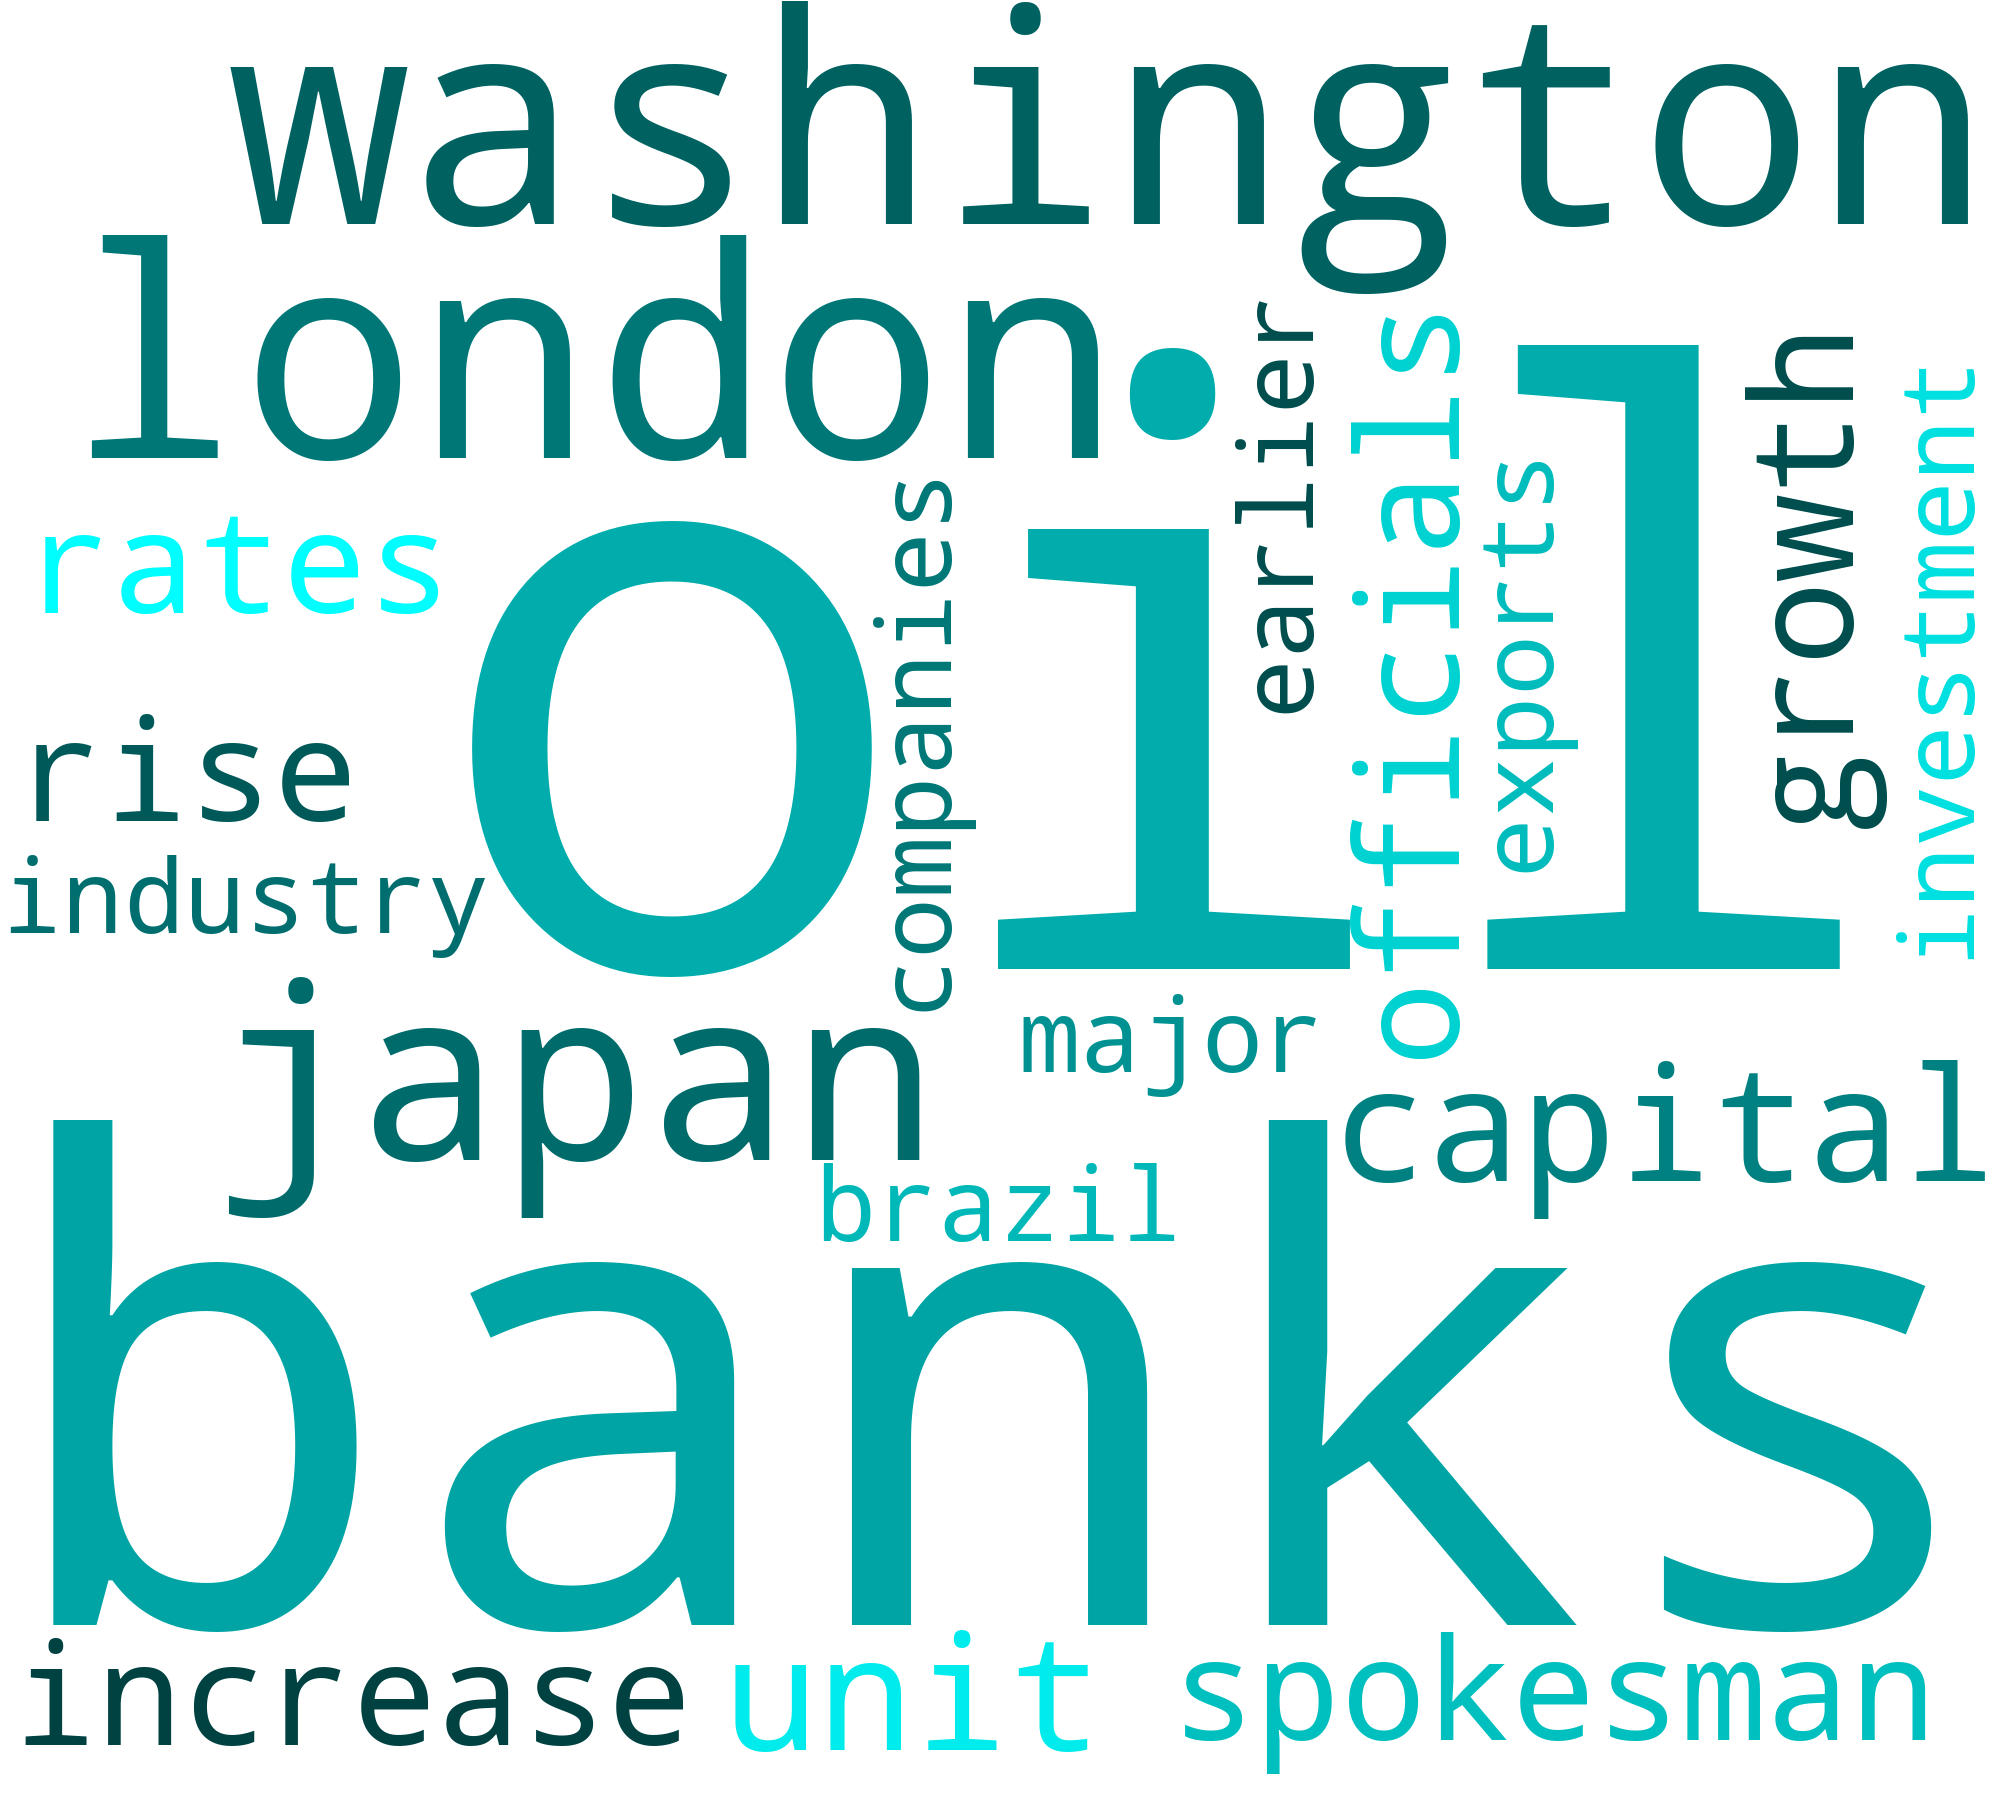 washington
london
oil
earlier
officials
growth
investment
exports
companies
rates
rise
industry
japan
major
capital
brazil
banks
increase
unit
spokesman